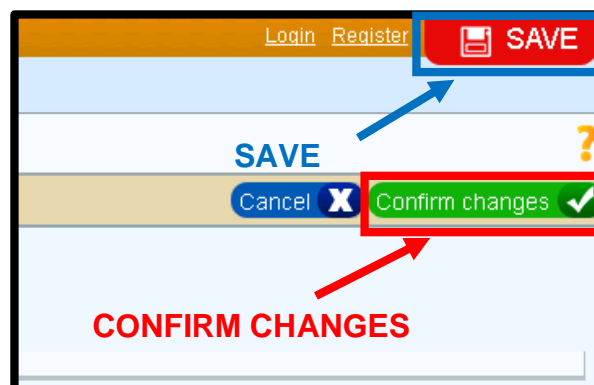 Login Register SAVE
SAVE
?
Cancel X Confirm changes
CONFIRM CHANGES